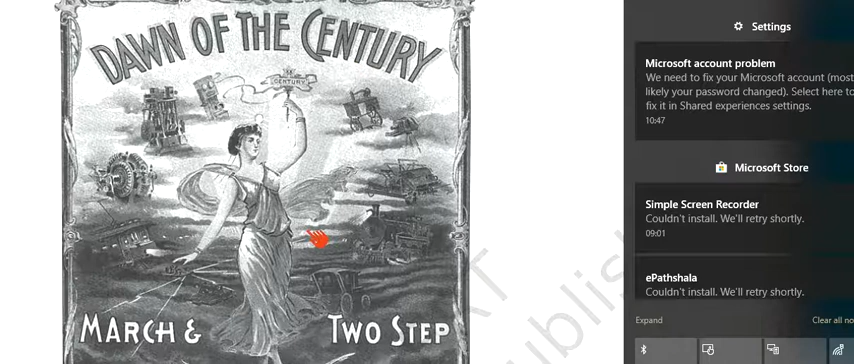 DAWN OF THE CENTURY
CENTURY
MARCH & TWO STEP
Settings
Microsoft account problem
We need to fix your Microsoft account (most
likely your password changed). Select here to
fix it in Shared experiences settings.
10:47
Microsoft Store
Simple Screen Recorder
Couldn't install. We'll retry shortly.
09:01
ePathshala
Couldn't install. We'll retry shortly.
Expand
Clear all no